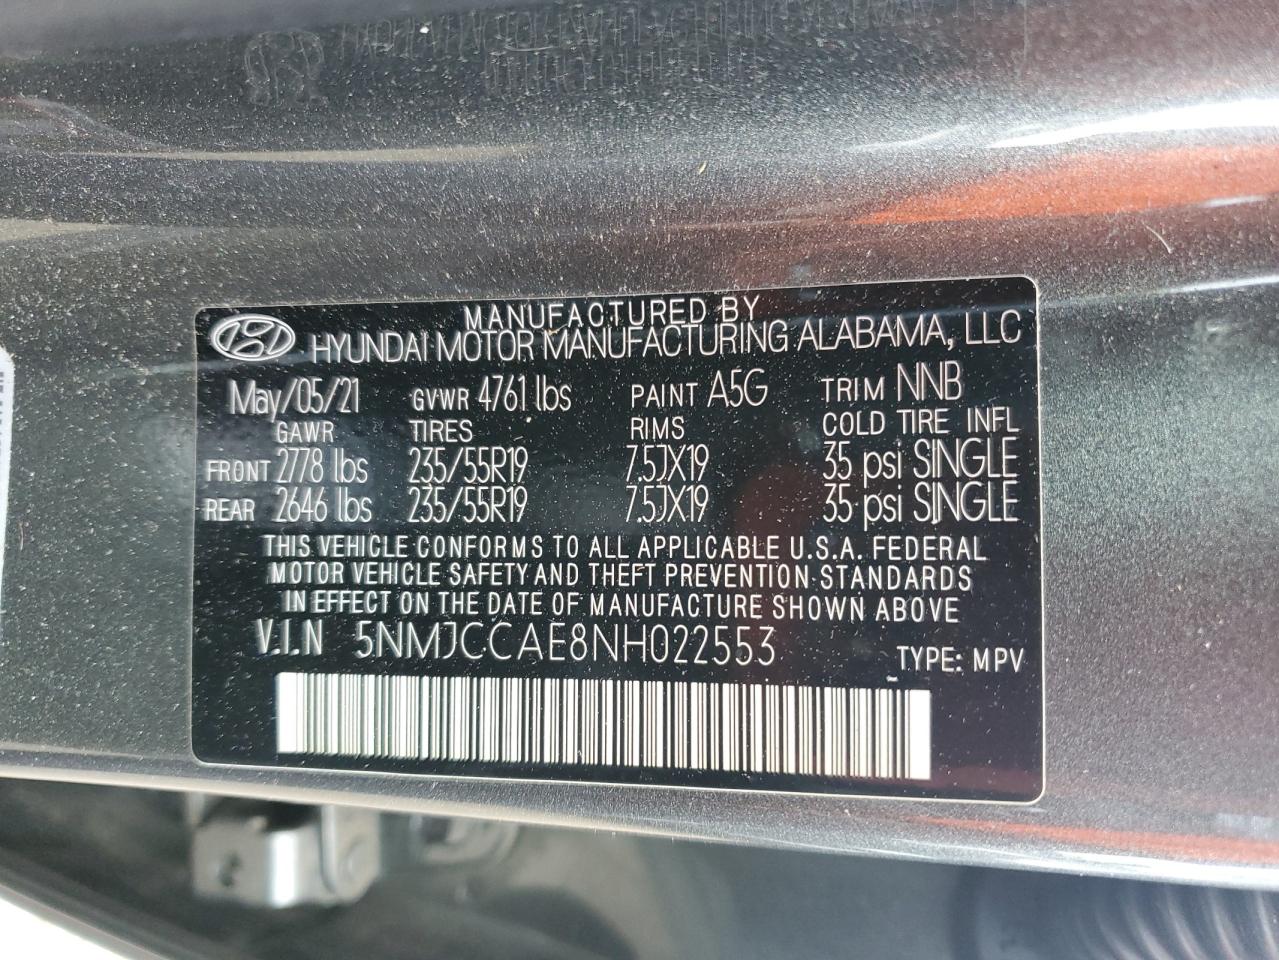 MANUFACTURED BY
HYUNDAI MOTOR MANUFACTURING ALABAMA, LLC
May/05/21 GVWR 4761 lbs PAINT A5G TRIM NNB
GAWR TIRES RIMS COLD TIRE INFL
FRONT 2778 lbs 235/55R19 7.5JX19 35 psi SINGLE
REAR 2646 lbs 235/55R19 7.5JX19 35 psi SINGLE
THIS VEHICLE CONFORMS TO ALL APPLICABLE U.S.A. FEDERAL
MOTOR VEHICLE SAFETY AND THEFT PREVENTION STANDARDS
IN EFFECT ON THE DATE OF MANUFACTURE SHOWN ABOVE
V.I.N 5NMJCCAE8NH022553 TYPE: MPV